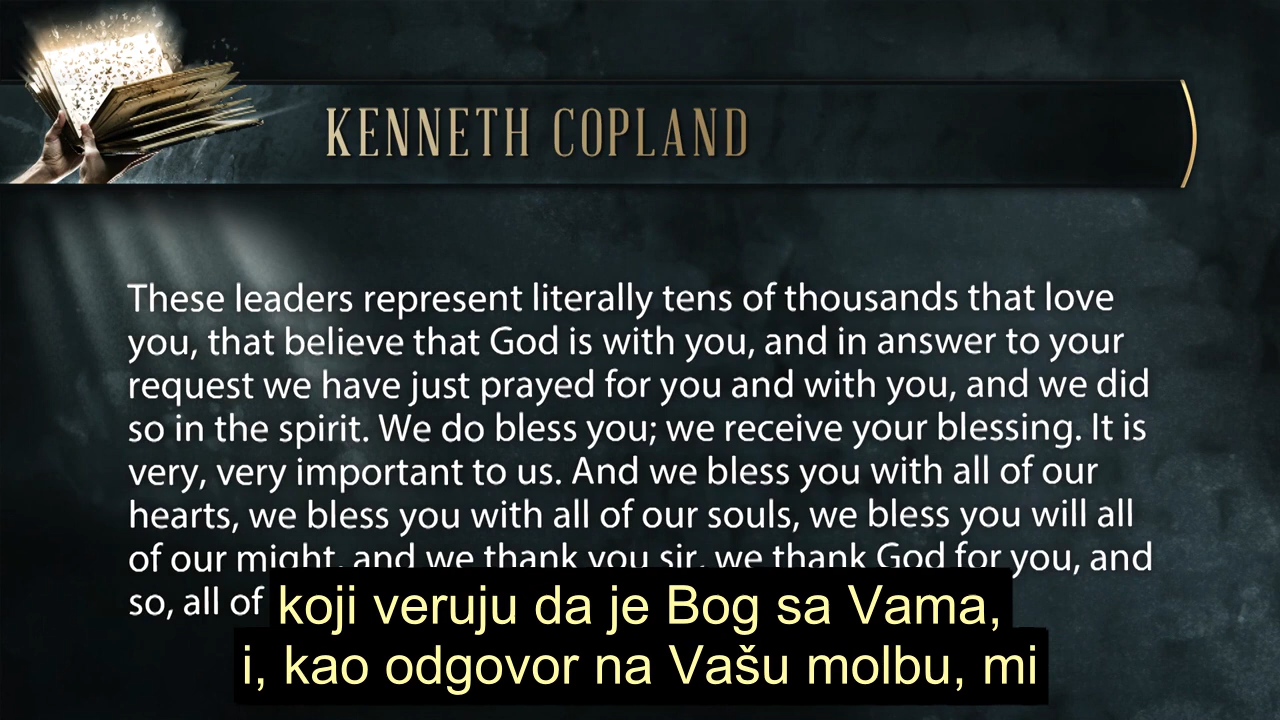 KENNETH COPLAND
These leaders represent literally tens of thousands that love
you, that believe that God is with you, and in answer to your
request we have just prayed for you and with you, and we did
so in the spirit. We do bless you; we receive your blessing. It is
very, very important to us. And we bless you with all of our
hearts, we bless you with all of our souls, we bless you will all
of our might, and we thank you sir, we thank God for you, and
so, all of
koji veruju da je Bog sa Vama,
i, kao odgovor na Vašu molbu, mi